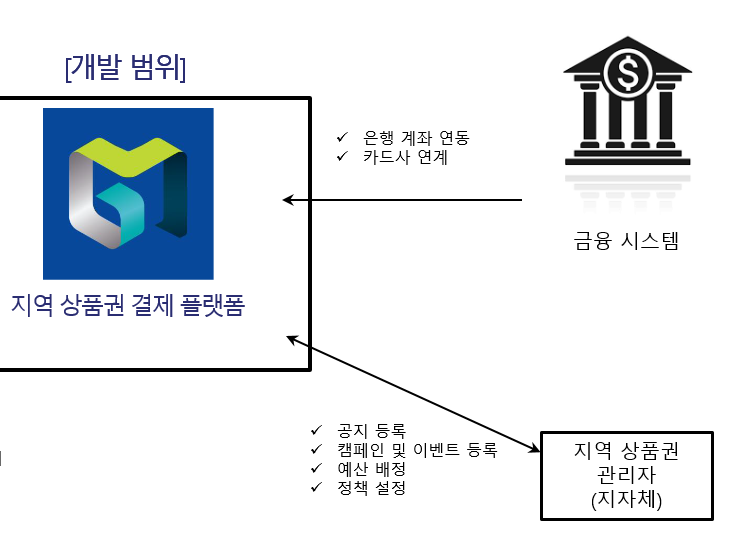 [개발 범위]
은행 계좌 연동
카드사 연계
금융 시스템
지역 상품권 결제 플랫폼
공지 등록
캠페인 및 이벤트 등록
예산 배정
정책 설정
지역 상품권
관리자
(지자체)